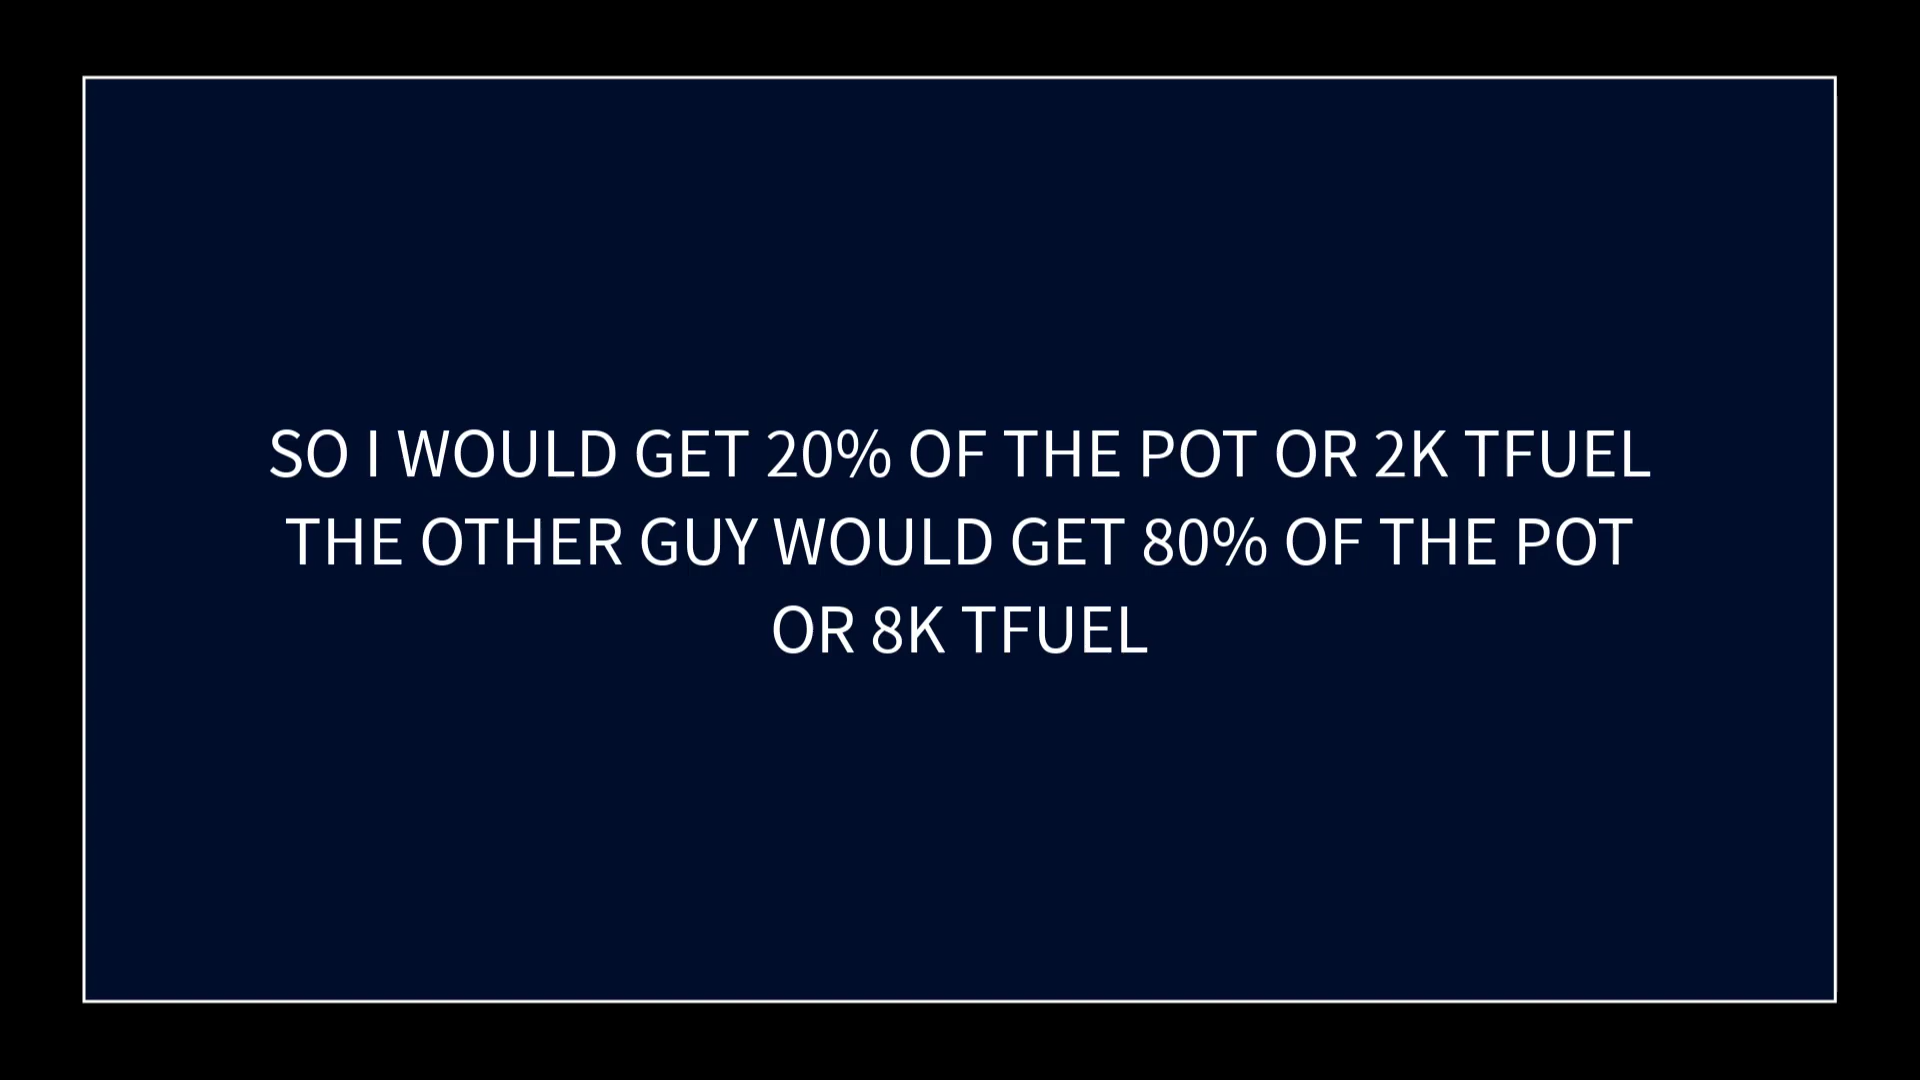 SO I WOULD GET 20% OF THE POT OR 2K TFUEL
THE OTHER GUY WOULD GET 80% OF THE POT
OR 8K TFUEL